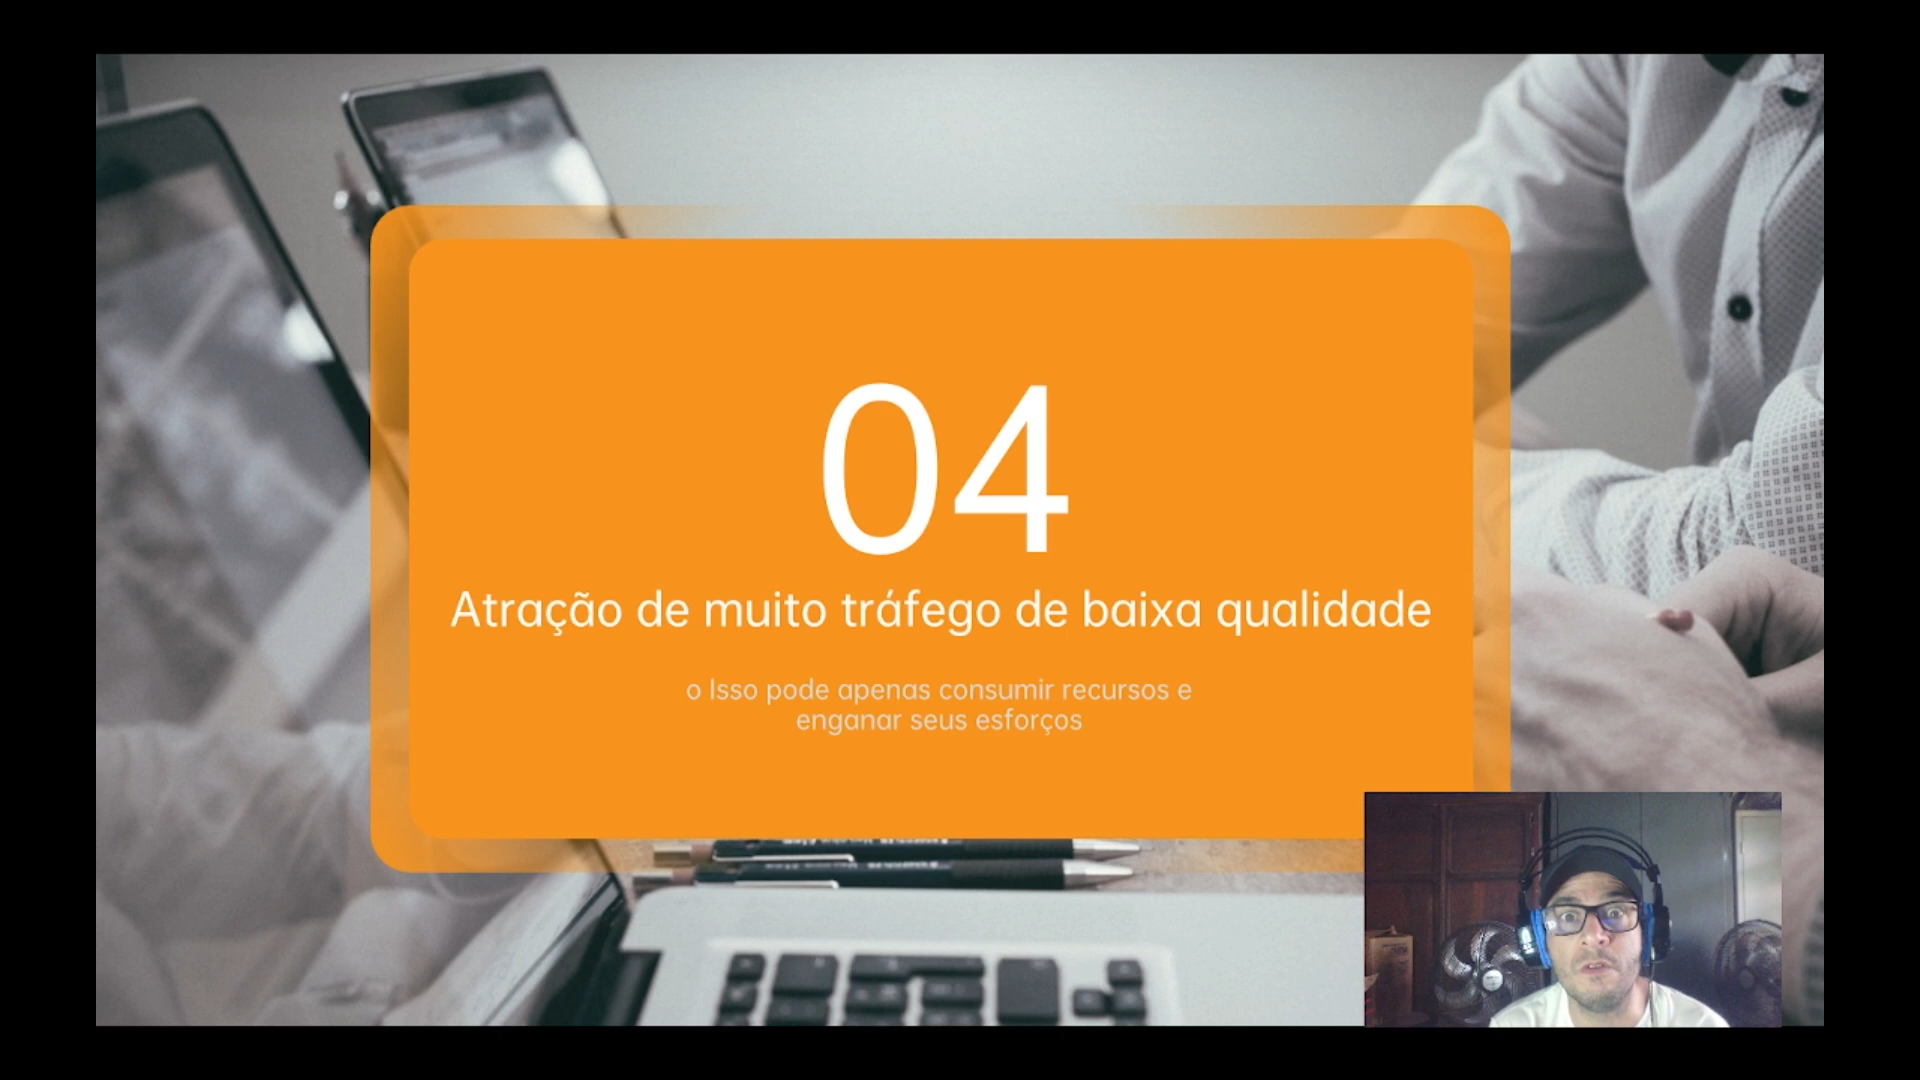 04
Atração de muito tráfego de baixa qualidade
o Isso pode apenas consumir recursos e
enganar seus esforços